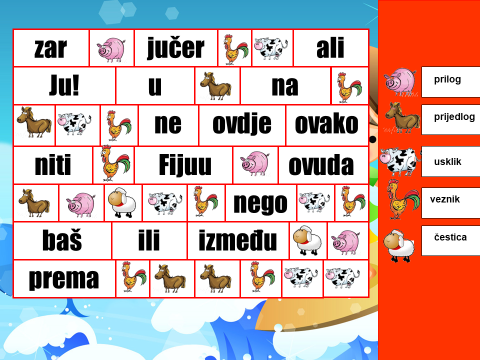 zar jučer ali
Ju! u na
ne ovdje ovako
niti Fijuu ovuda
nego
baš ili između
prema
prilog
prijedlog
usklik
veznik
čestica